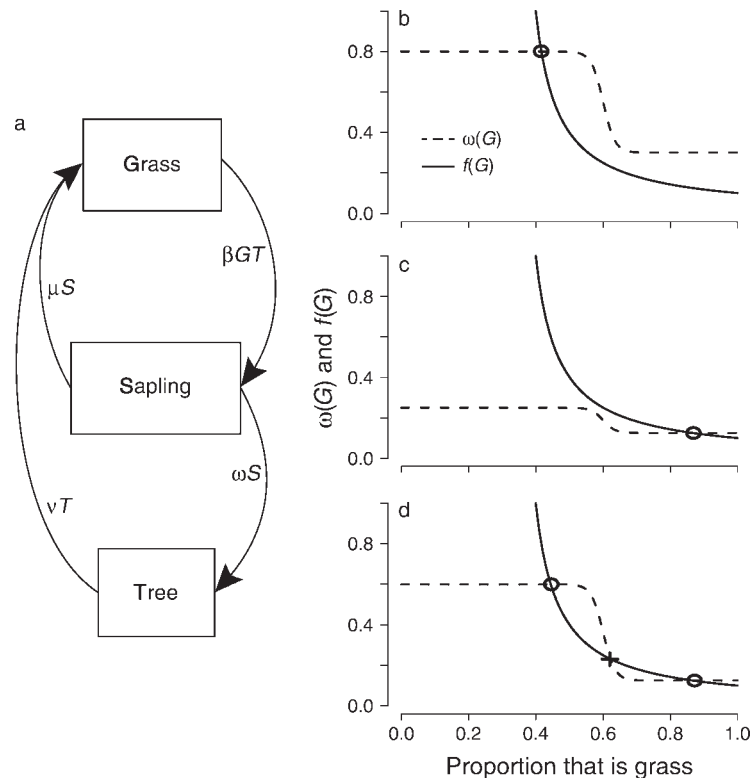 a
Grass
βGT
μS
Sapling
ωS
νT
Tree
ω(G) and f(G)
b
0.8
0.4
0.0
ω(G)
f(G)
c
0.8
0.4
0.0
d
0.8
0.4
0.0
0.0 0.2 0.4 0.6 0.8 1.0
Proportion that is grass